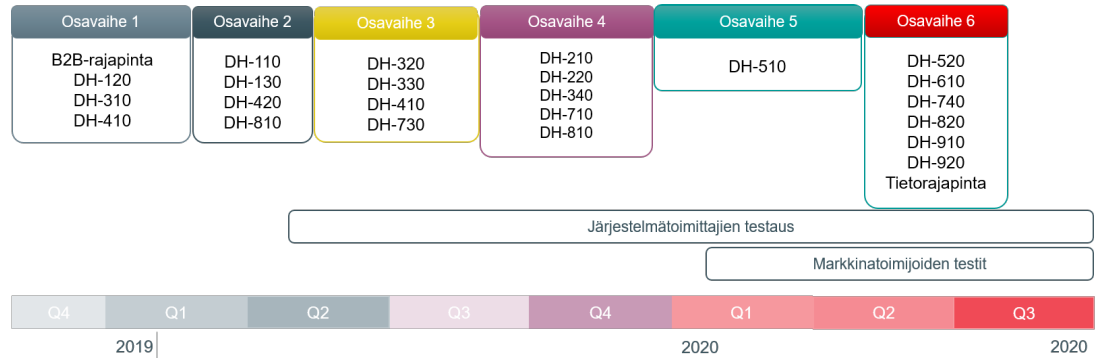 Osavaihe 1
B2B-rajapinta
DH-120
DH-310
DH-410
Osavaihe 2
DH-110
DH-130
DH-420
DH-810
Osavaihe 3
DH-320
DH-330
DH-410
DH-730
Osavaihe 4
DH-210
DH-220
DH-340
DH-710
DH-810
Osavaihe 5
DH-510
Osavaihe 6
DH-520
DH-610
DH-740
DH-820
DH-910
DH-920
Tietorajapinta
Järjestelmätoimittajien testaus
Markkinatoimijoiden testit
Q4 Q1 Q2 Q3 Q4 Q1 Q2 Q3
2019 2020 2020